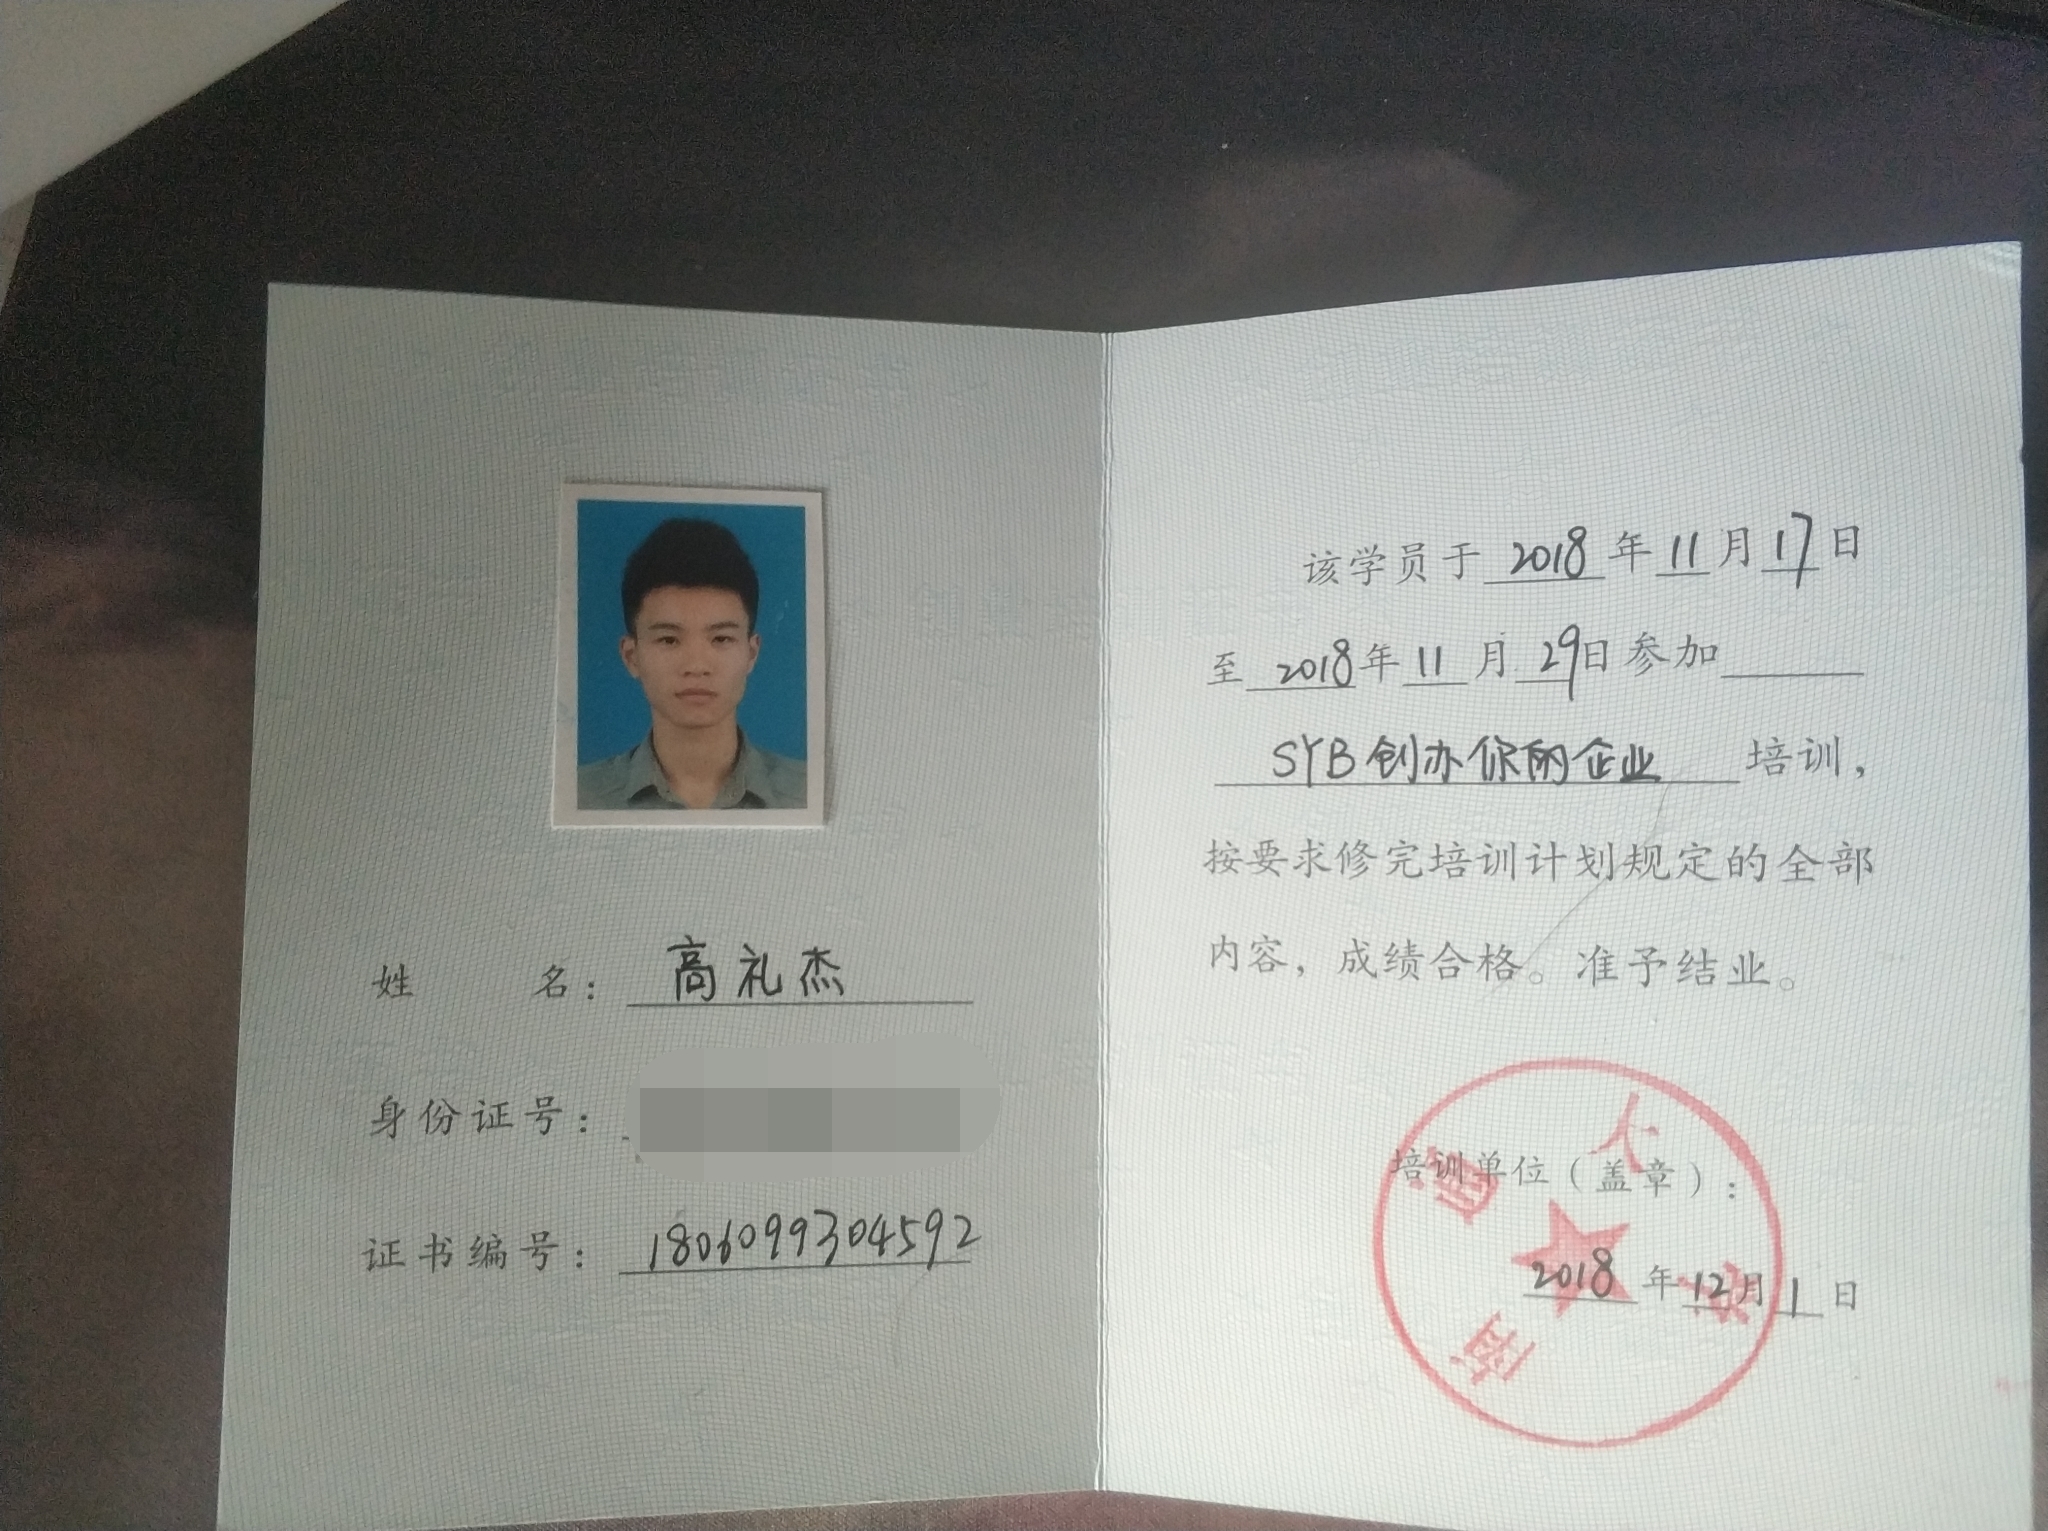 姓 名：高礼杰
身份证号：
证书编号：1806099304592
该学员于 2018 年 11 月 17 日
至 2018 年 11 月 29 日参加
SYB创办你的企业 培训，
按要求修完培训计划规定的全部
内容，成绩合格。准予结业。
培训单位（盖章）：
2018 年 12 月 1 日